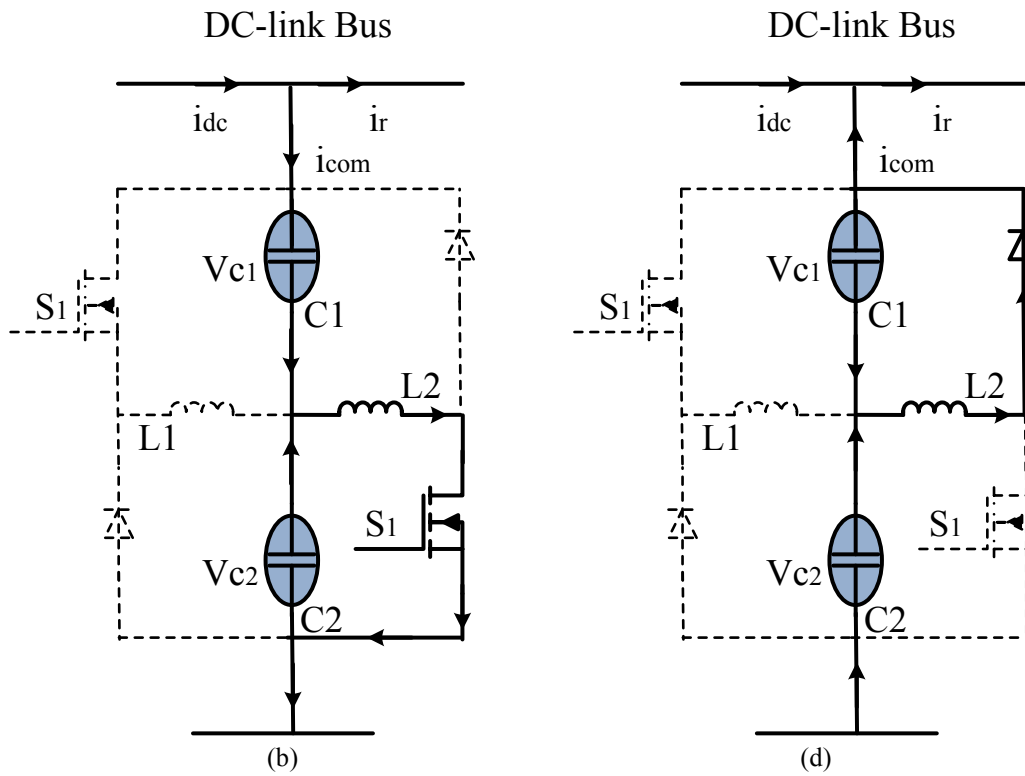 DC-link Bus
idc
ir
icom
Vc1
S1
C1
L2
L1
S1
Vc2
C2
(b)
DC-link Bus
idc
ir
icom
Vc1
S1
C1
L2
L1
S1
Vc2
C2
(d)